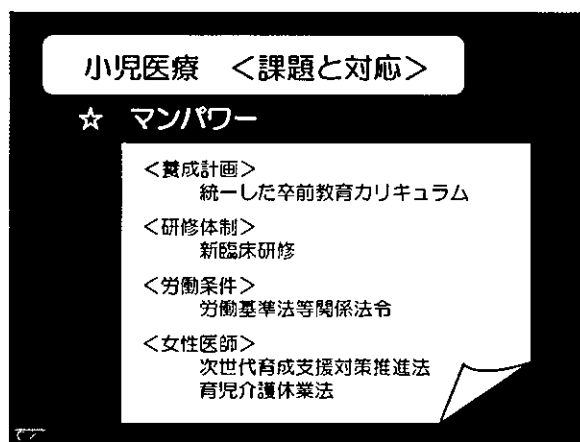 小児医療　＜課題と対応＞
☆　マンパワー
＜養成計画＞
統一した卒前教育カリキュラム
＜研修体制＞
新臨床研修
＜労働条件＞
労働基準法等関係法令
＜女性医師＞
次世代育成支援対策推進法
育児介護休業法